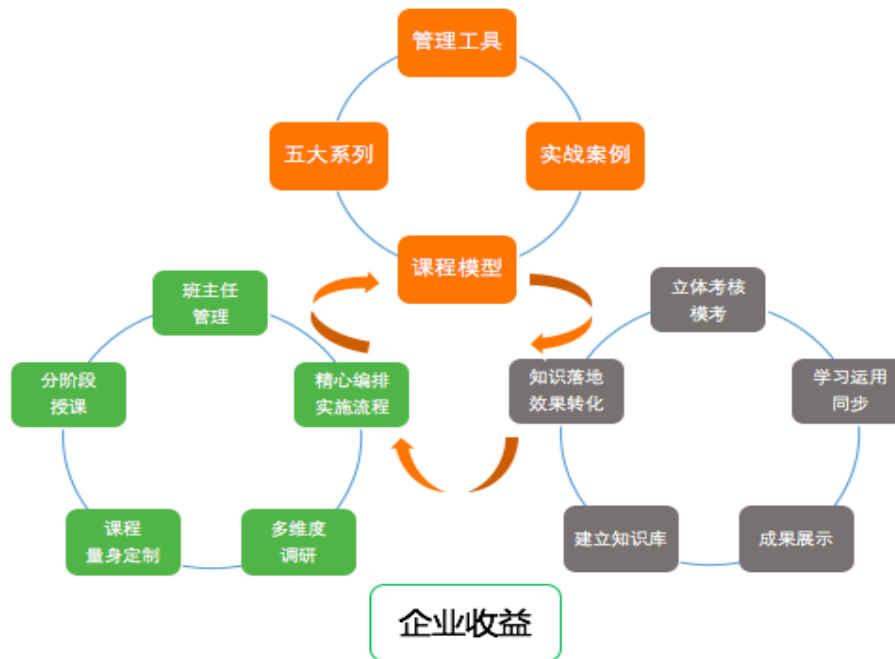 管理工具
五大系列
实战案例
课程模型
班主任
管理
分阶段
授课
精心编排
实施流程
课程
量身定制
多维度
调研
立体考核
模考
知识落地
效果转化
学习运用
同步
建立知识库
成果展示
企业收益